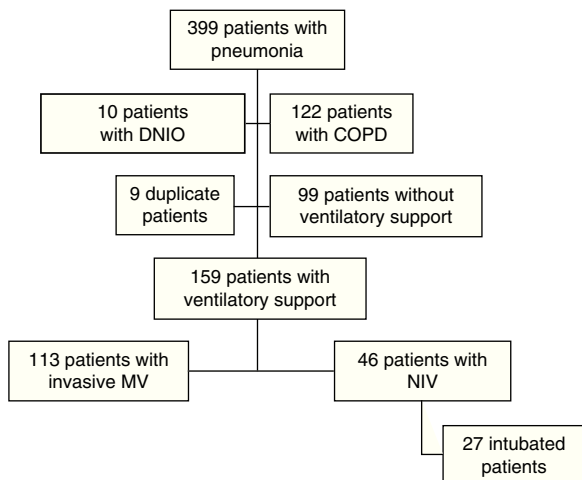 399 patients with
pneumonia
10 patients
with DNIO
122 patients
with COPD
9 duplicate
patients
99 patients without
ventilatory support
159 patients with
ventilatory support
113 patients with
invasive MV
46 patients with
NIV
27 intubated
patients